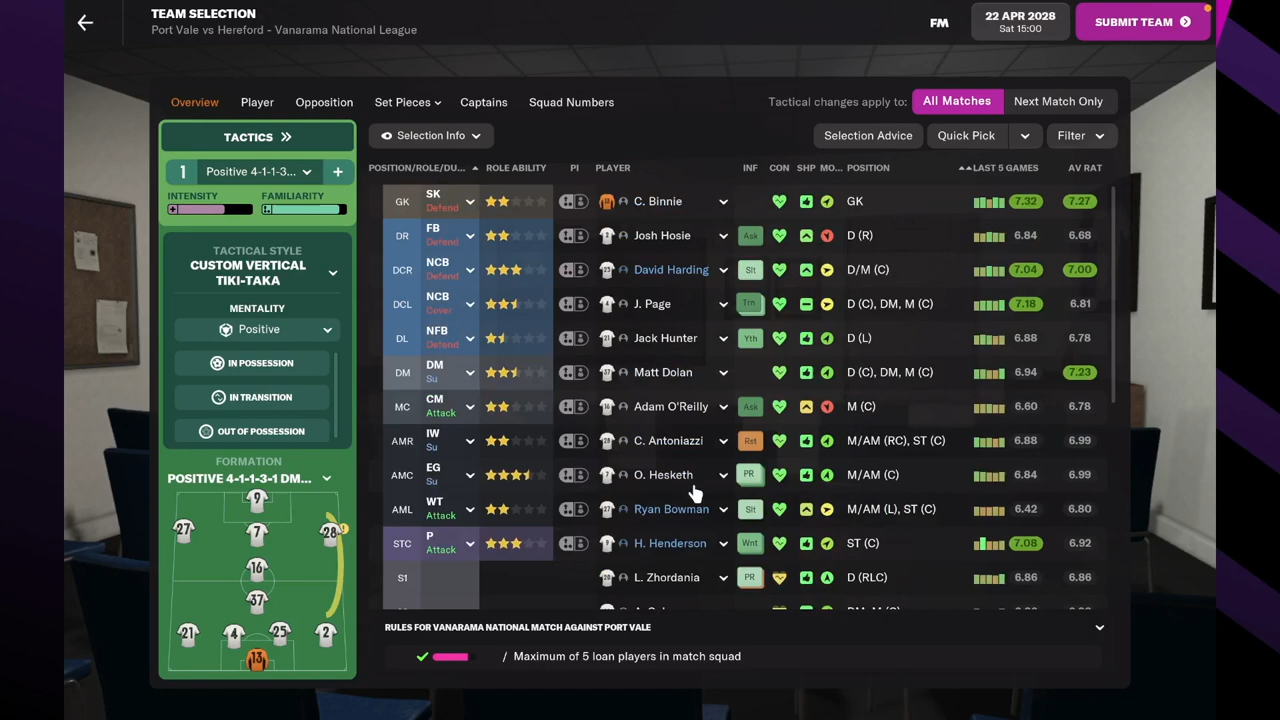 TEAM SELECTION
Port Vale vs Hereford - Vanarama National League
FM
22 APR 2028
Sat 15:00
SUBMIT TEAM
Overview Player Opposition Set Pieces Captains Squad Numbers
Tactical changes apply to: All Matches Next Match Only
TACTICS
Selection Info
Selection Advice Quick Pick Filter
1 Positive 4-1-1-3...
INTENSITY FAMILIARITY
TACTICAL STYLE
CUSTOM VERTICAL
TIKI-TAKA
MENTALITY
Positive
IN POSSESSION
IN TRANSITION
OUT OF POSSESSION
FORMATION
POSITIVE 4-1-1-3-1 DM...
9
27 7 28
16
37
21 4 25 2
13
POSITION/ROLE/DU... ROLE ABILITY PI PLAYER INF CON SHP MO... POSITION LAST 5 GAMES AV RAT
GK SK Defend C. Binnie GK 7.32 7.27
DR FB Defend Josh Hosie Ask D (R) 6.84 6.68
DCR NCB Defend David Harding Slt D/M (C) 7.04 7.00
DCL NCB Cover J. Page Trn D (C), DM, M (C) 7.18 6.81
DL NFB Defend Jack Hunter Yth D (L) 6.88 6.78
DM DM Su Matt Dolan D (C), DM, M (C) 6.94 7.23
MC CM Attack Adam O'Reilly Ask M (C) 6.60 6.78
AMR IW Su C. Antoniazzi Rst M/AM (RC), ST (C) 6.88 6.99
AMC EG Su O. Hesketh PR M/AM (C) 6.84 6.99
AML WT Attack Ryan Bowman Slt M/AM (L), ST (C) 6.42 6.80
STC P Attack H. Henderson Wnt ST (C) 7.08 6.92
S1 L. Zhordania PR D (RLC) 6.86 6.86
RULES FOR VANARAMA NATIONAL MATCH AGAINST PORT VALE
/ Maximum of 5 loan players in match squad